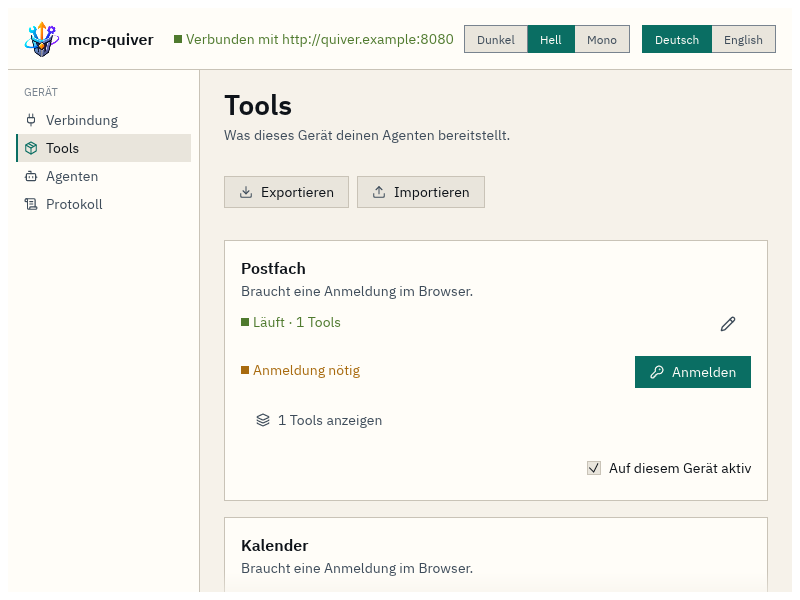 mcp-quiver
Verbunden mit http://quiver.example:8080
Dunkel
Hell
Mono
Deutsch
English
GERÄT
Verbindung
Tools
Agenten
Protokoll
Tools
Was dieses Gerät deinen Agenten bereitstellt.
Exportieren
Importieren
Postfach
Braucht eine Anmeldung im Browser.
Läuft · 1 Tools
Anmeldung nötig
Anmelden
1 Tools anzeigen
Auf diesem Gerät aktiv
Kalender
Braucht eine Anmeldung im Browser.